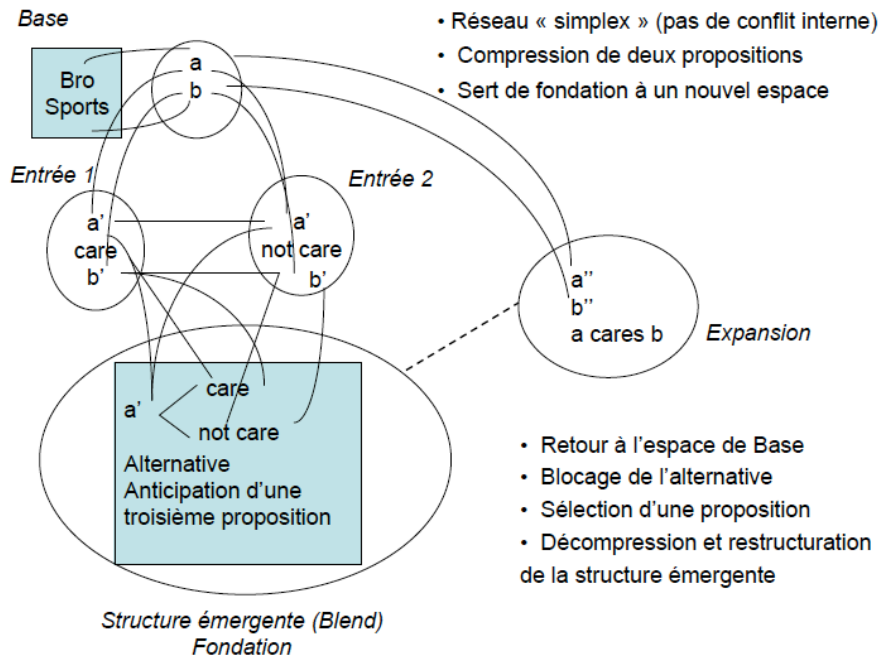 Base
Bro
Sports
a
b
• Réseau « simplex » (pas de conflit interne)
• Compression de deux propositions
• Sert de fondation à un nouvel espace
Entrée 1
a'
care
b'
Entrée 2
a'
not care
b'
a''
b''
a cares b
Expansion
care
a'
not care
Alternative
Anticipation d'une
troisième proposition
Structure émergente (Blend)
Fondation
• Retour à l'espace de Base
• Blocage de l'alternative
• Sélection d'une proposition
• Décompression et restructuration
de la structure émergente